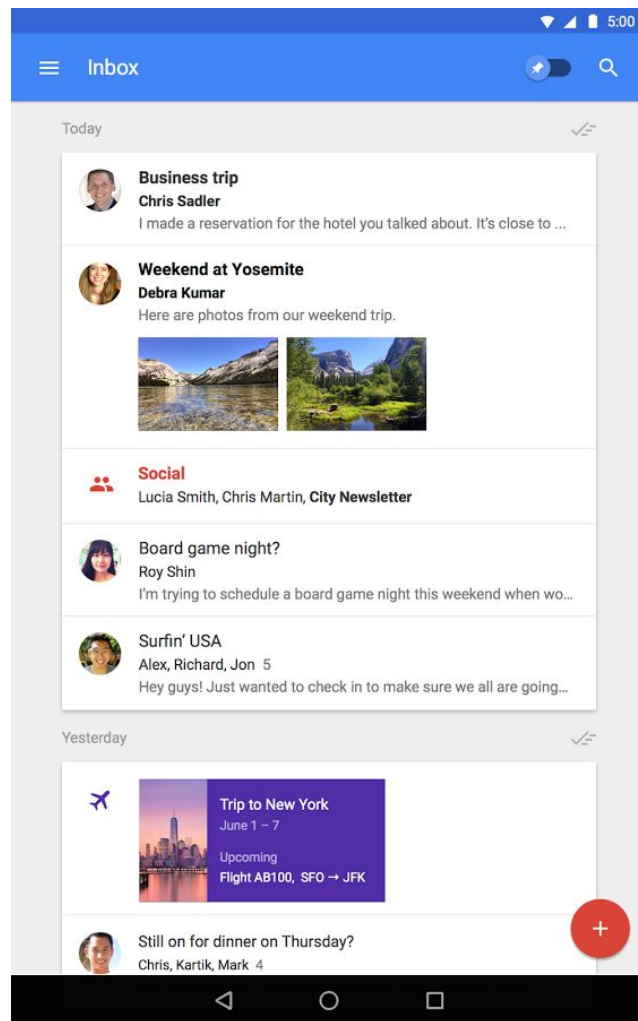 5:00
Inbox
Today
Business trip
Chris Sadler
I made a reservation for the hotel you talked about. It's close to ...
Weekend at Yosemite
Debra Kumar
Here are photos from our weekend trip.
Social
Lucia Smith, Chris Martin, City Newsletter
Board game night?
Roy Shin
I'm trying to schedule a board game night this weekend when wo...
Surfin' USA
Alex, Richard, Jon 5
Hey guys! Just wanted to check in to make sure we all are going...
Yesterday
Trip to New York
June 1 – 7
Upcoming
Flight AB100, SFO → JFK
Still on for dinner on Thursday?
Chris, Kartik, Mark 4